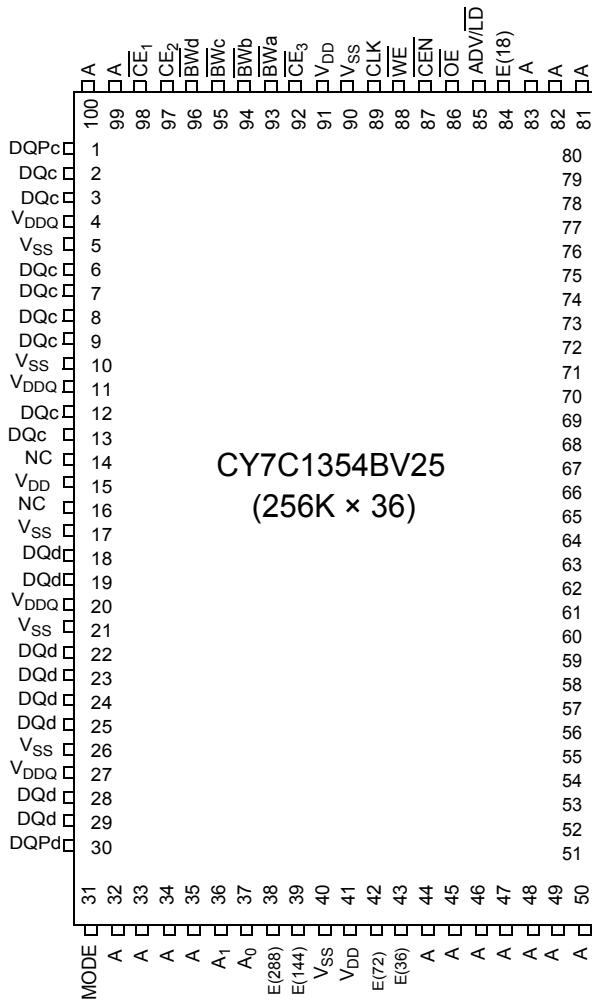 A
A
CE1
CE2
BWd
BWc
BWb
BWa
CE3
VDD
VSS
CLK
WE
CEN
OE
ADV/LD
E(18)
A
A
A
100
99
98
97
96
95
94
93
92
91
90
89
88
87
86
85
84
83
82
81
DQPc 1
DQc 2
DQc 3
VDDQ 4
VSS 5
DQc 6
DQc 7
DQc 8
DQc 9
VSS 10
VDDQ 11
DQc 12
DQc 13
NC 14
VDD 15
NC 16
VSS 17
DQd 18
DQd 19
VDDQ 20
VSS 21
DQd 22
DQd 23
DQd 24
DQd 25
VSS 26
VDDQ 27
DQd 28
DQd 29
DQPd 30
CY7C1354BV25
(256K × 36)
80
79
78
77
76
75
74
73
72
71
70
69
68
67
66
65
64
63
62
61
60
59
58
57
56
55
54
53
52
51
31
32
33
34
35
36
37
38
39
40
41
42
43
44
45
46
47
48
49
50
MODE
A
A
A
A
A1
A0
E(288)
E(144)
VSS
VDD
E(72)
E(36)
A
A
A
A
A
A
A